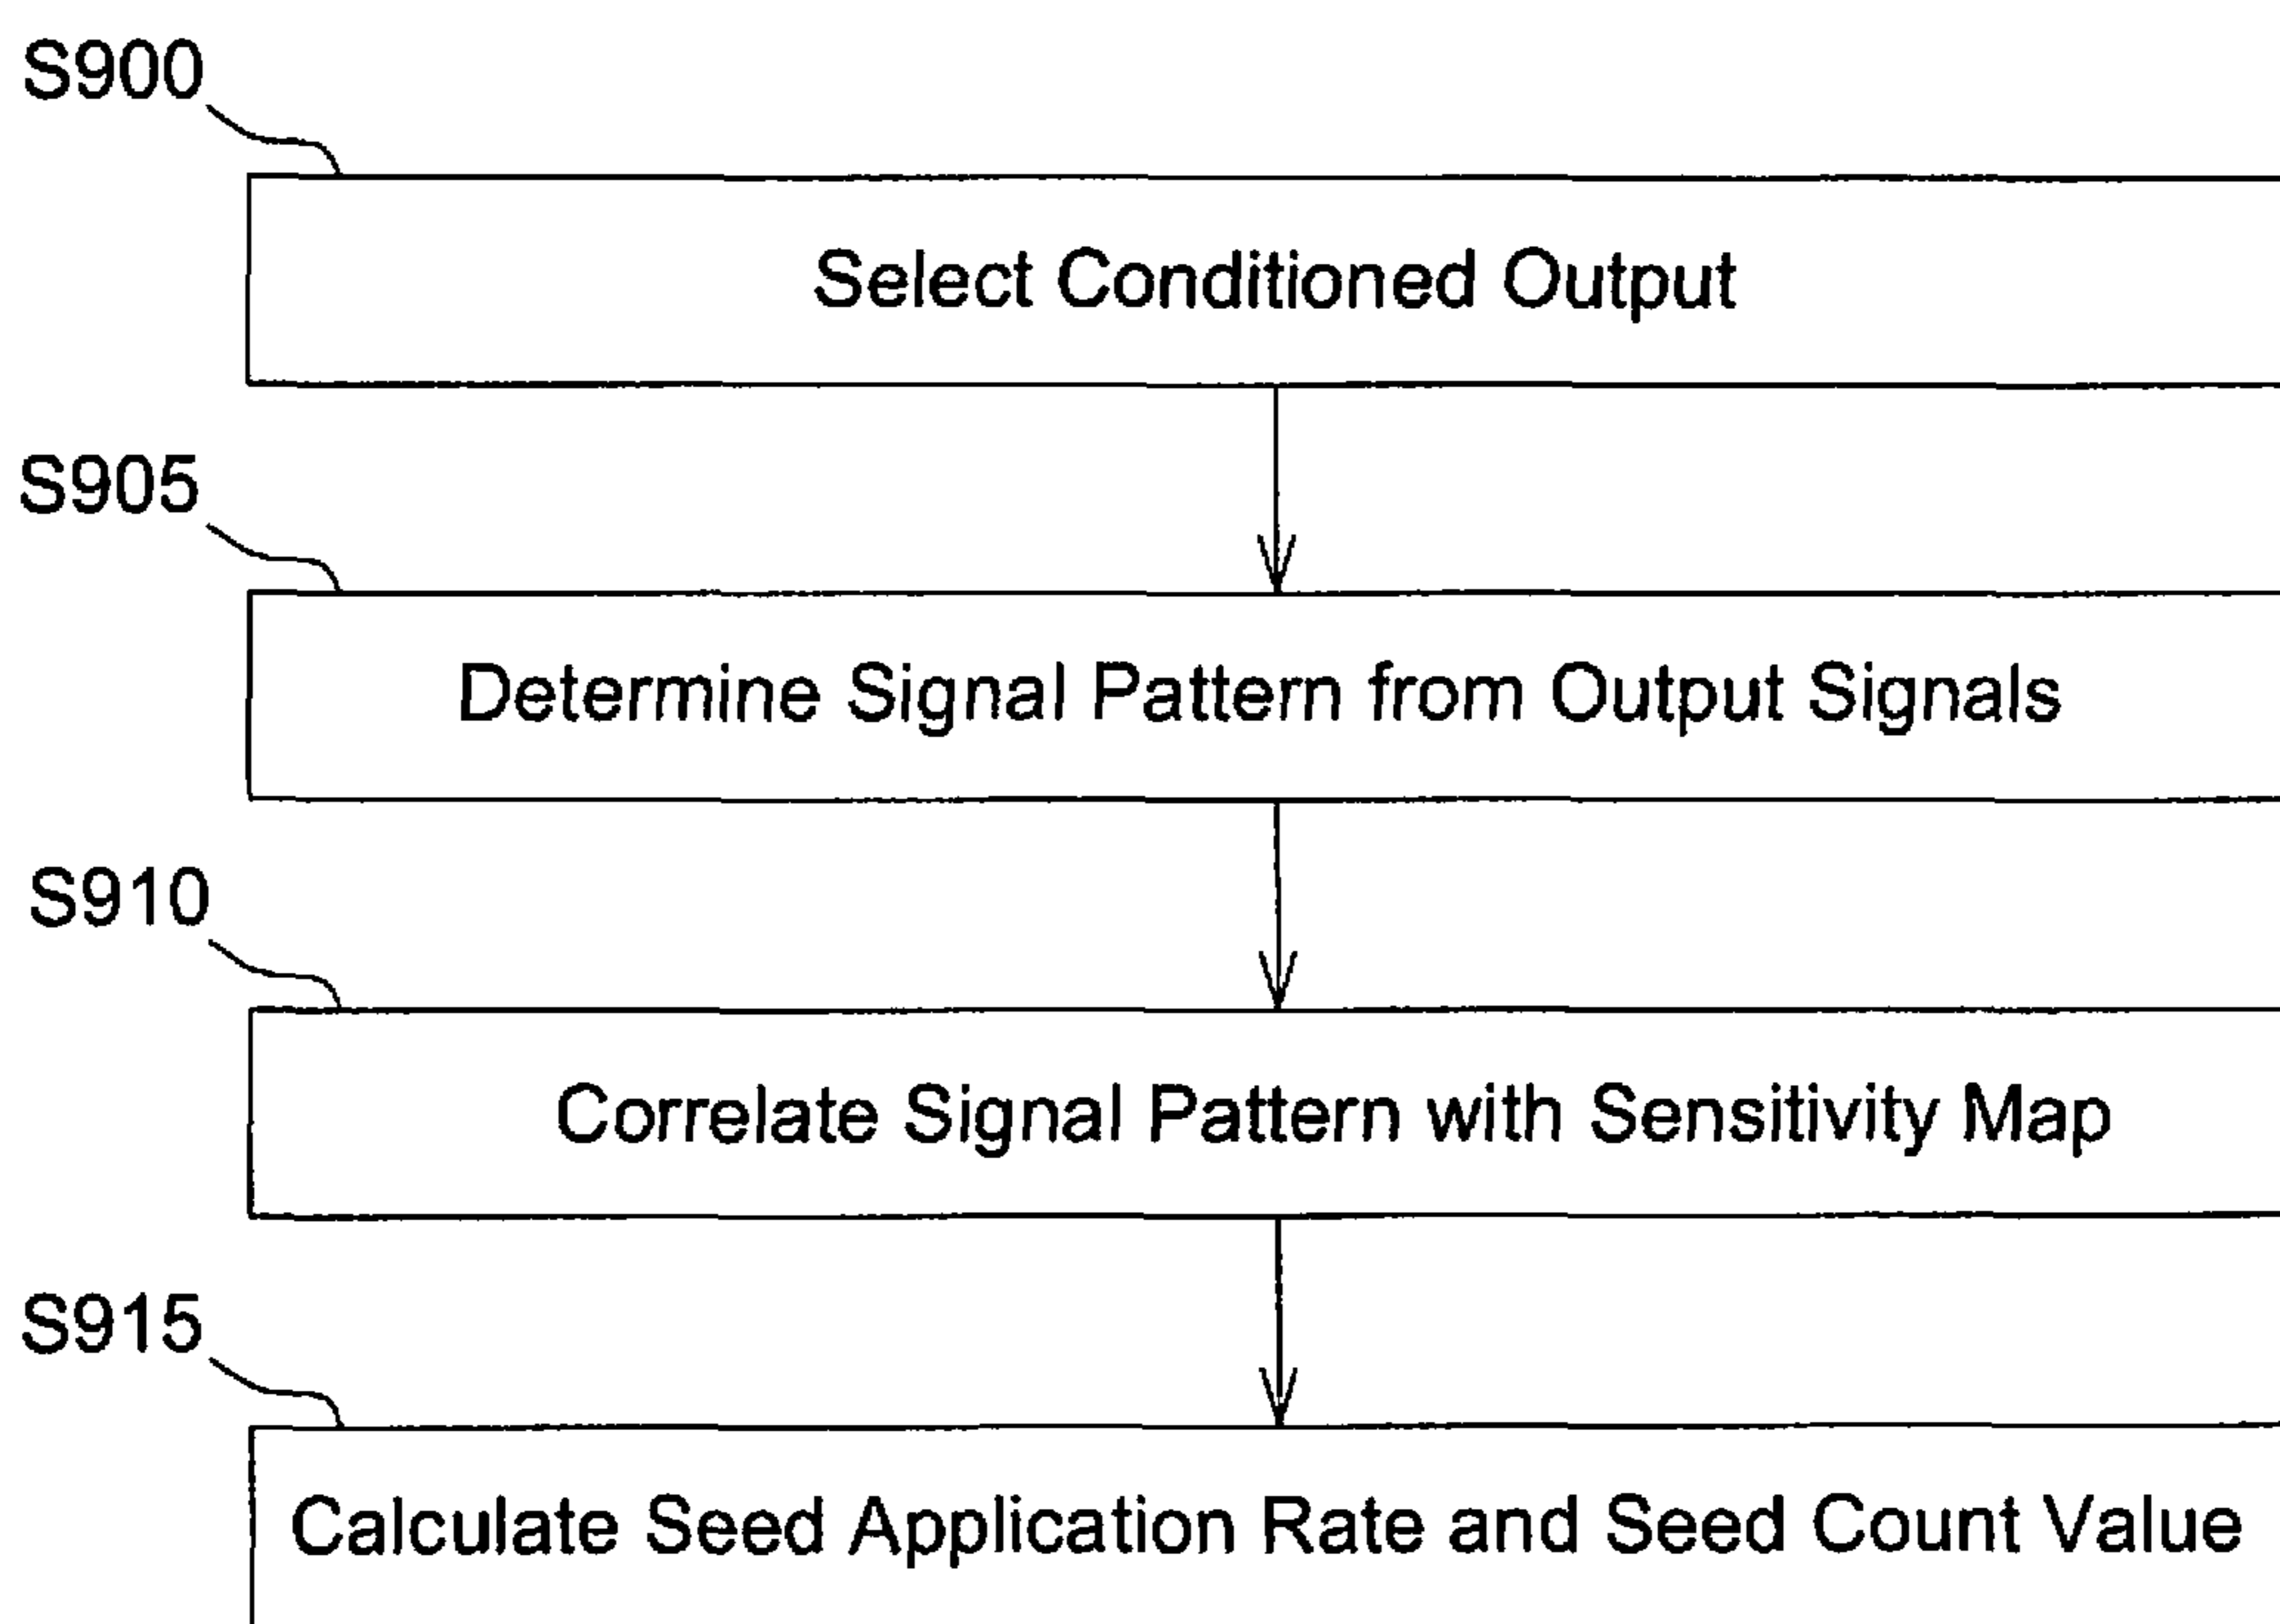 S900
Select Conditioned Output
S905
Determine Signal Pattern from Output Signals
S910
Correlate Signal Pattern with Sensitivity Map
S915
Calculate Seed Application Rate and Seed Count Value